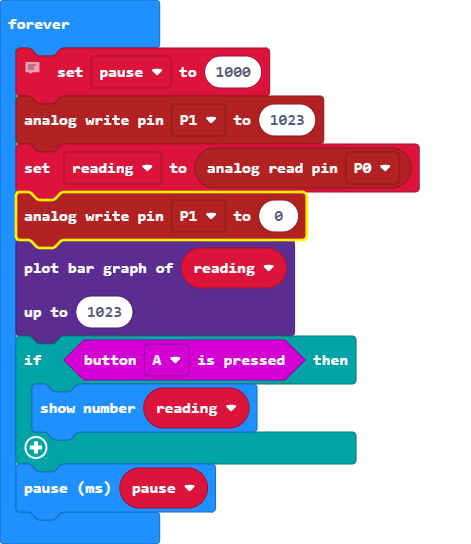 forever
set pause to 1000
analog write pin P1 to 1023
set reading to analog read pin P0
analog write pin P1 to 0
plot bar graph of reading
up to 1023
if button A is pressed then
show number reading
pause (ms) pause